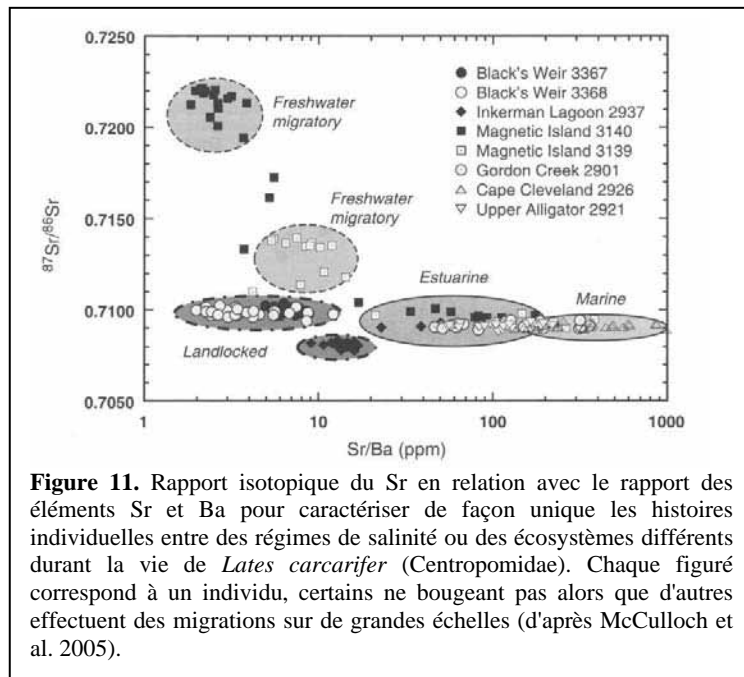 0.7250
0.7200
0.7150
0.7100
0.7050
⁸⁷Sr/⁸⁶Sr
Freshwater
migratory
Black's Weir 3367
Black's Weir 3368
Inkerman Lagoon 2937
Magnetic Island 3140
Magnetic Island 3139
Gordon Creek 2901
Cape Cleveland 2926
Upper Alligator 2921
Freshwater
migratory
Estuarine
Marine
Landlocked
1 10 100 1000
Sr/Ba (ppm)
Figure 11. Rapport isotopique du Sr en relation avec le rapport des
éléments Sr et Ba pour caractériser de façon unique les histoires
individuelles entre des régimes de salinité ou des écosystèmes différents
durant la vie de Lates carcarifer (Centropomidae). Chaque figuré
correspond à un individu, certains ne bougeant pas alors que d'autres
effectuent des migrations sur de grandes échelles (d'après McCulloch et
al. 2005).